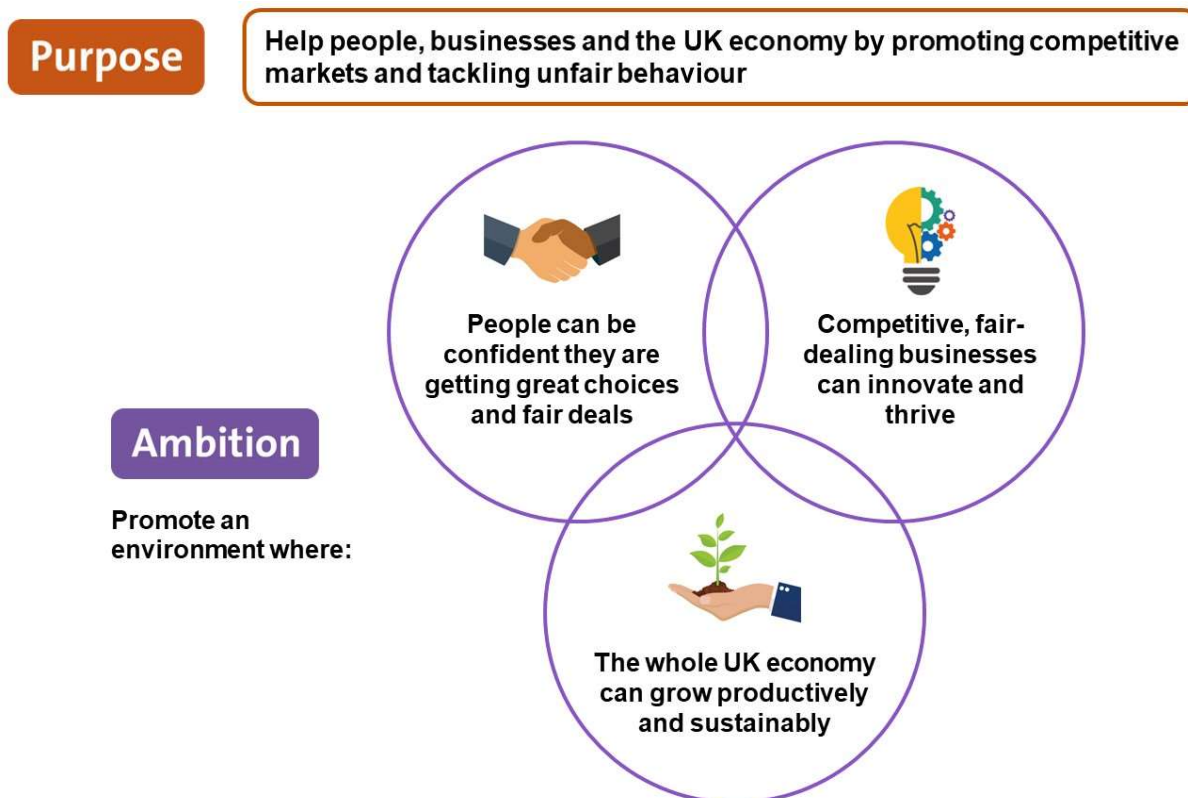 Purpose
Help people, businesses and the UK economy by promoting competitive
markets and tackling unfair behaviour
People can be
confident they are
getting great choices
and fair deals
Competitive, fair-
dealing businesses
can innovate and
thrive
Ambition
Promote an
environment where:
The whole UK economy
can grow productively
and sustainably